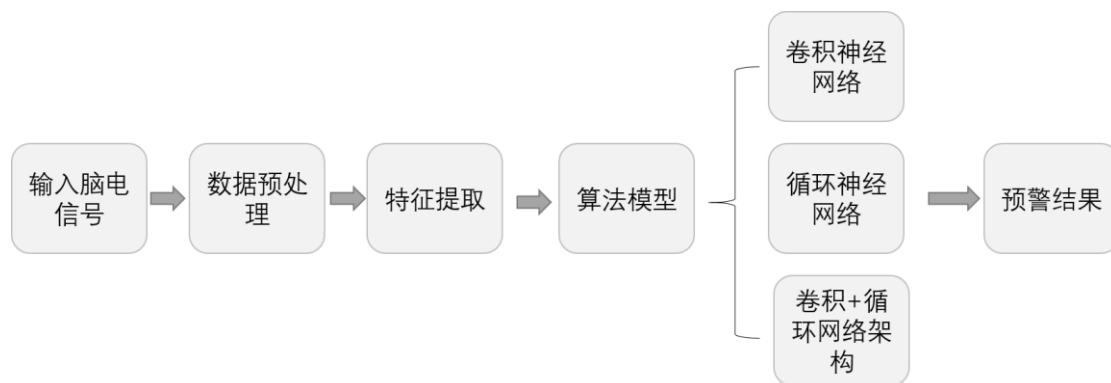 输入脑电
信号
数据预处
理
特征提取
算法模型
卷积神经
网络
循环神经
网络
卷积+循
环网络架
构
预警结果